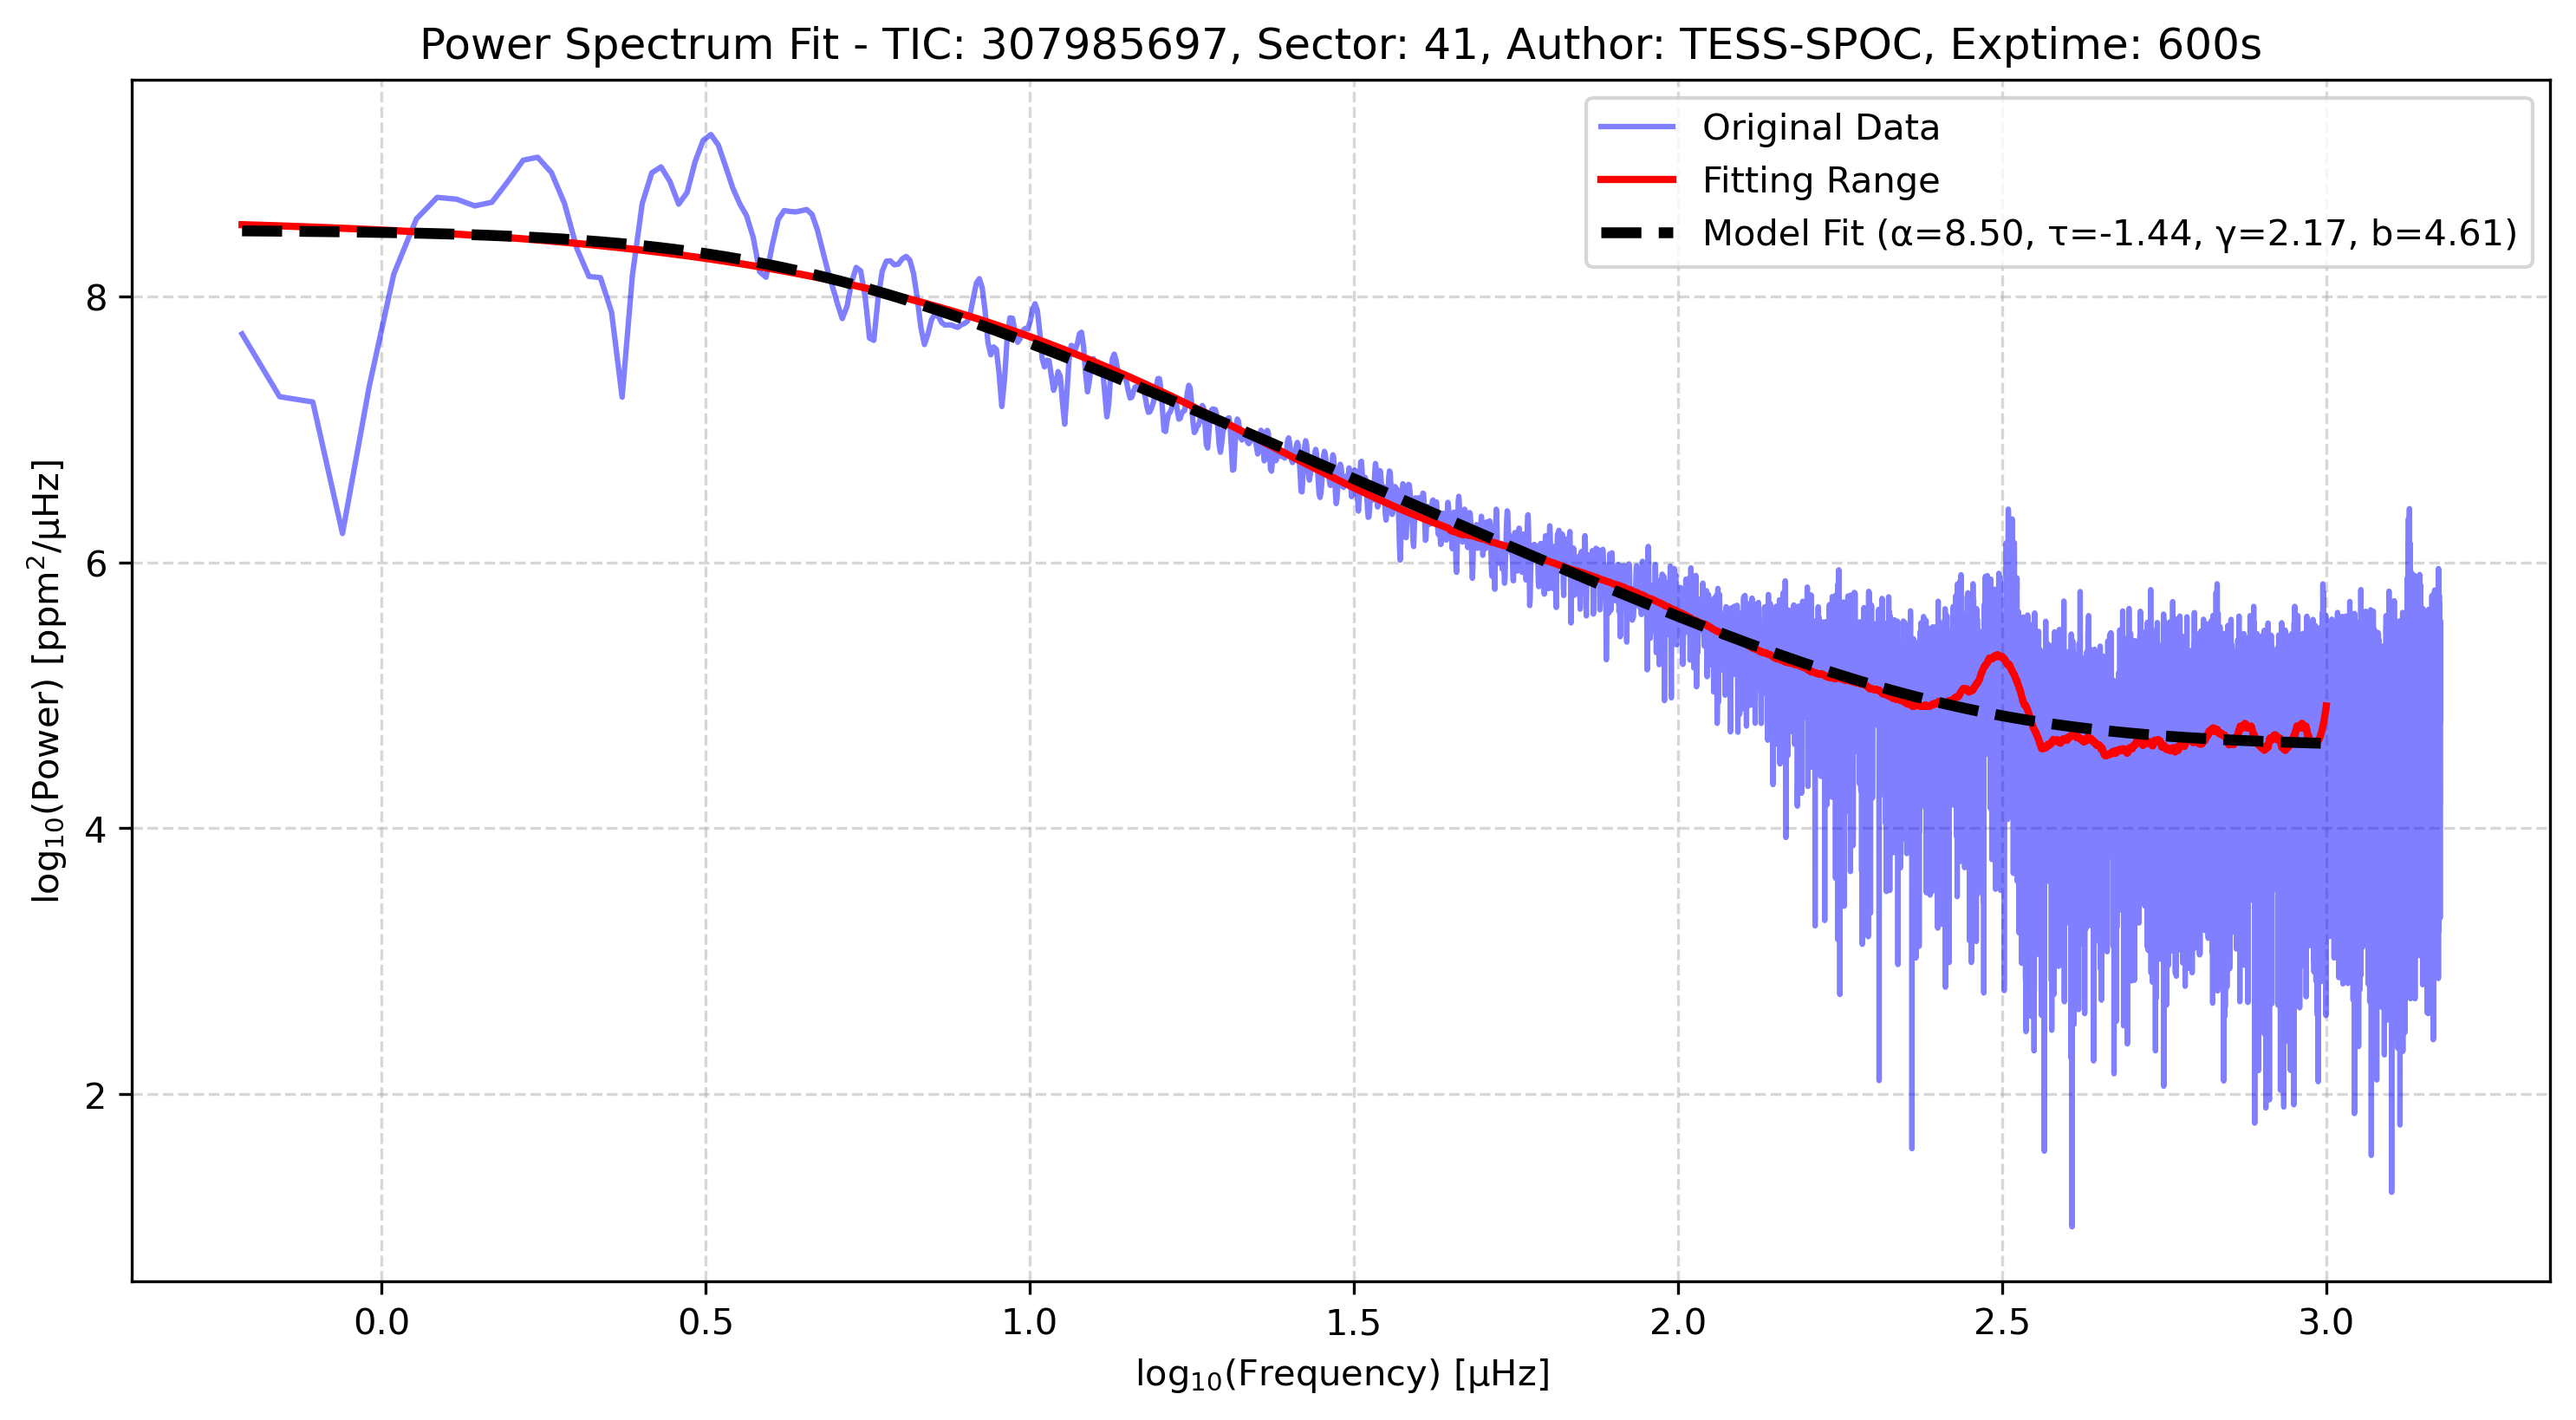 Power Spectrum Fit - TIC: 307985697, Sector: 41, Author: TESS-SPOC, Exptime: 600s
Original Data
Fitting Range
Model Fit (α=8.50, τ=-1.44, γ=2.17, b=4.61)
log₁₀(Power) [ppm²/μHz]
8
6
4
2
0.0 0.5 1.0 1.5 2.0 2.5 3.0
log₁₀(Frequency) [μHz]